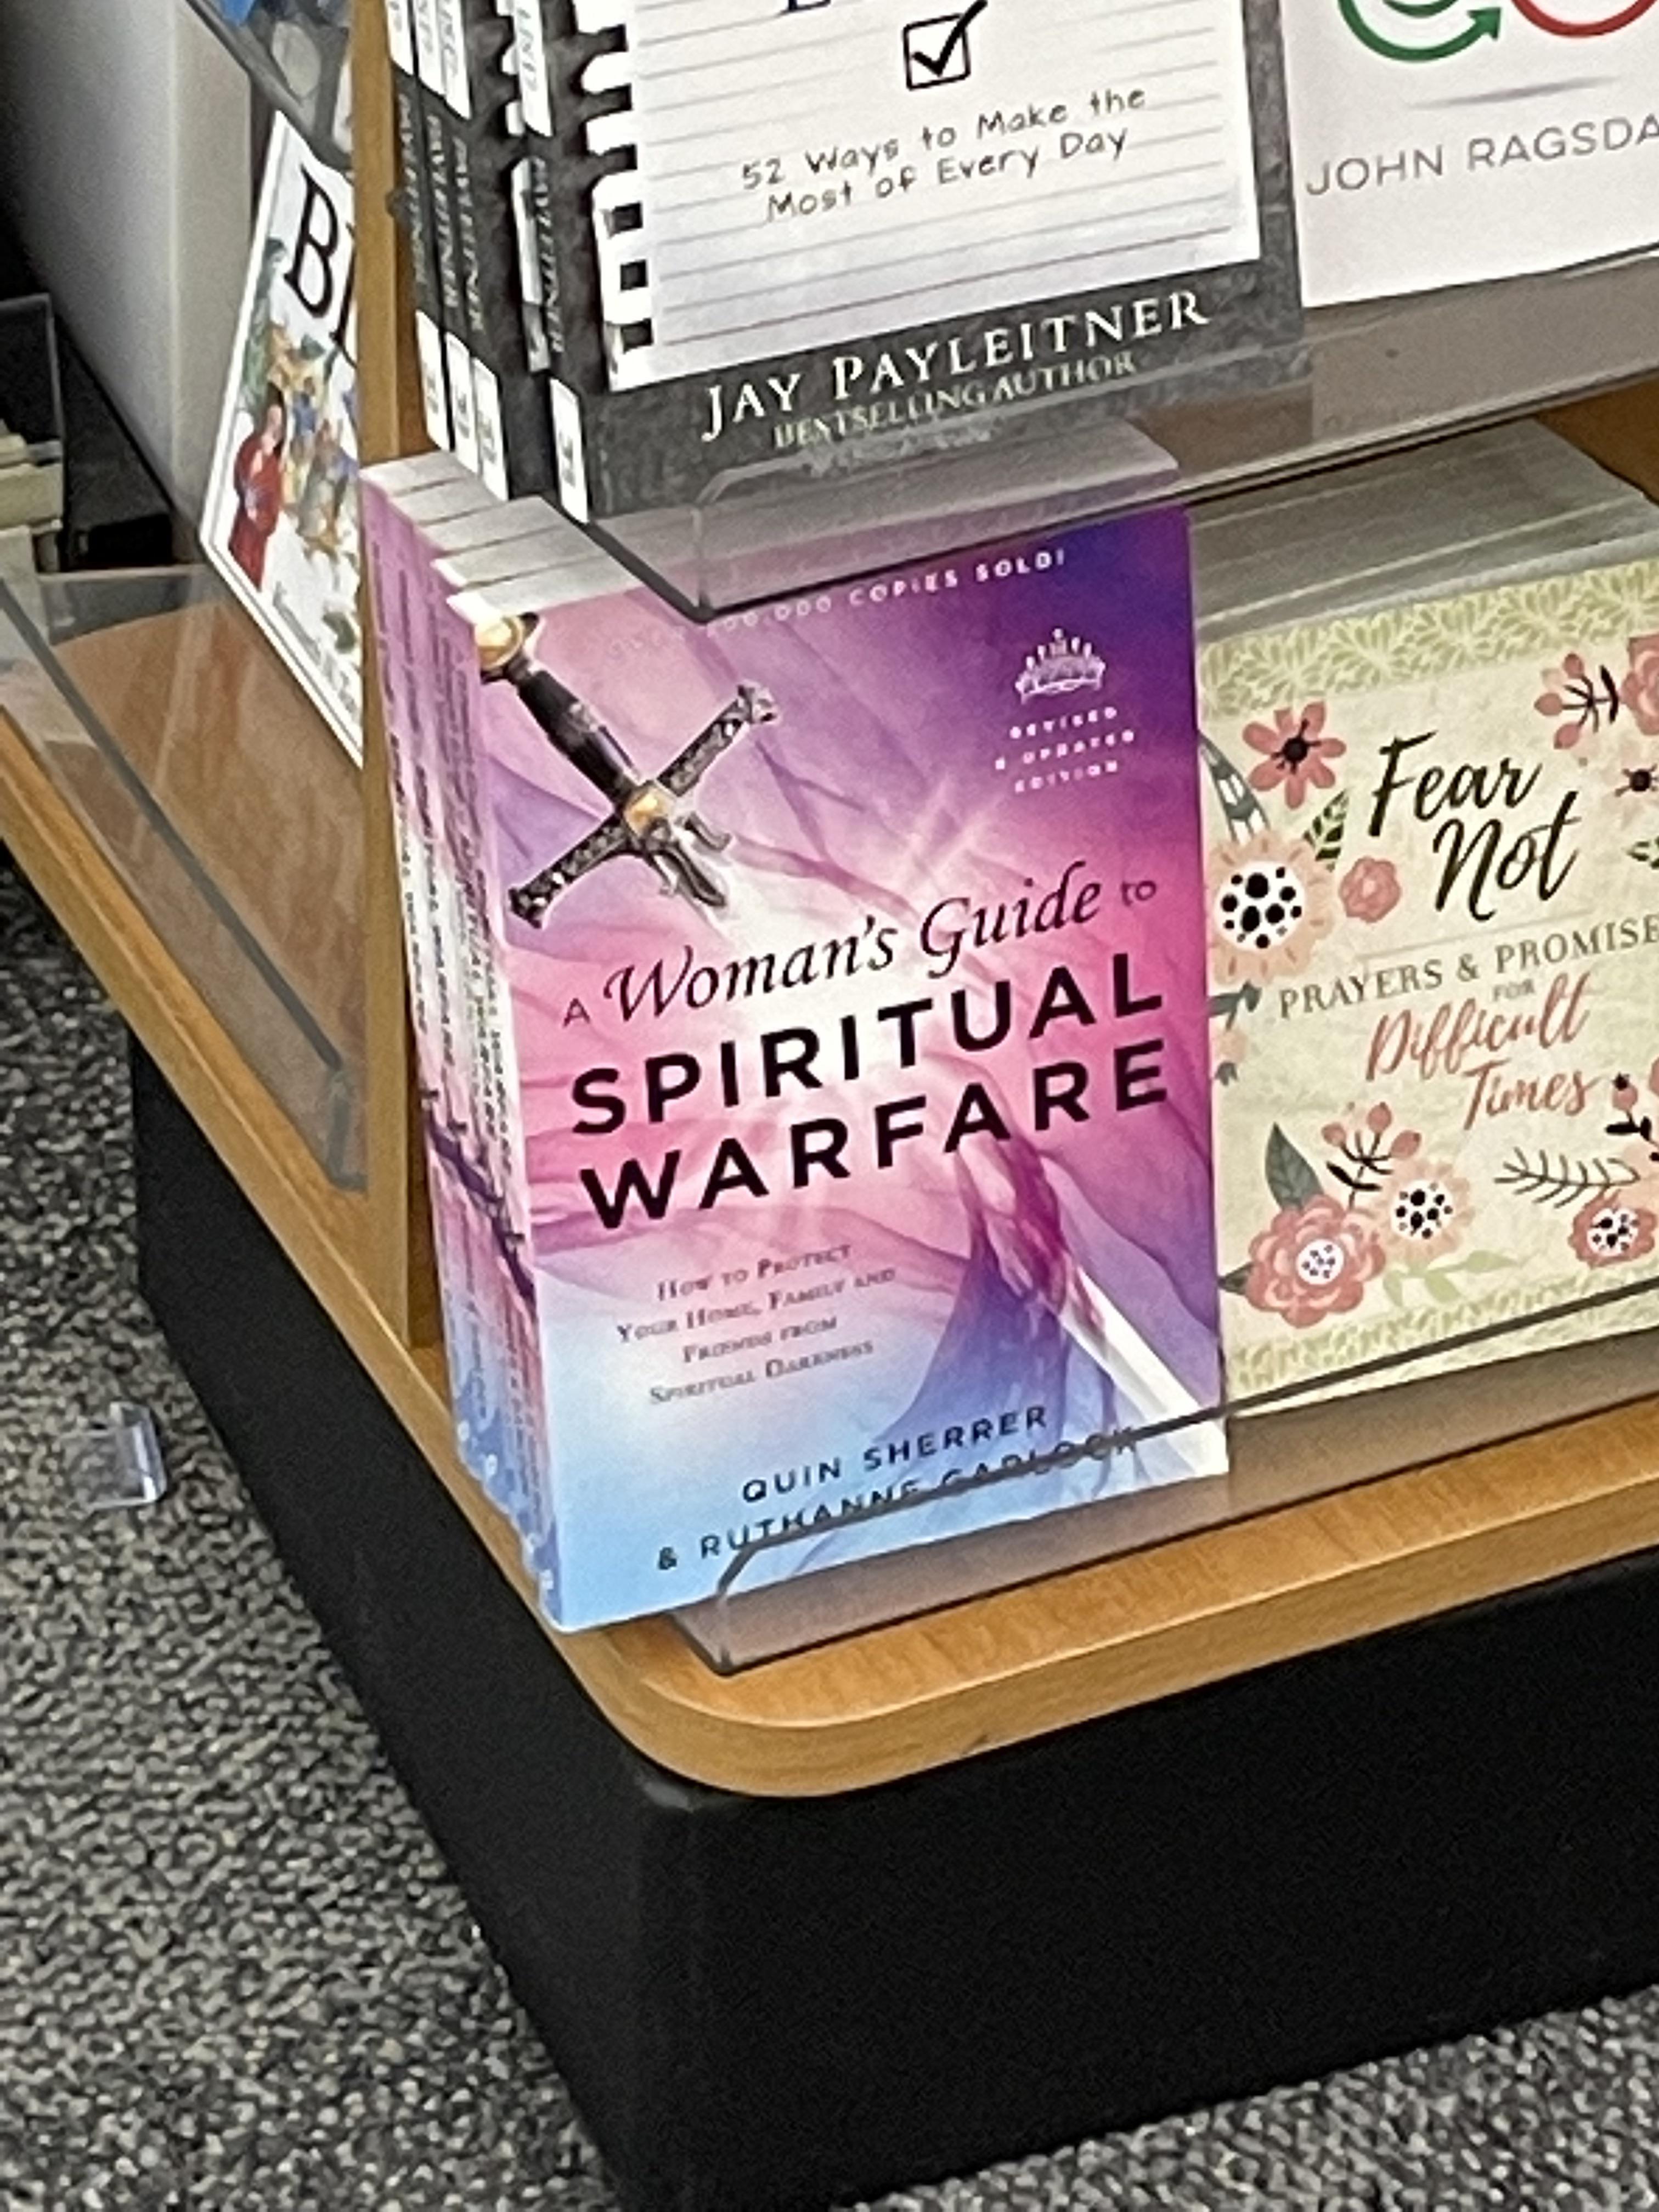 52 Ways to Make the
Most of Every Day
JAY PAYLEITNER
BESTSELLING AUTHOR
JOHN
COPIES SOLD!
REVISED
& UPDATED
EDITION
A Woman's Guide to
SPIRITUAL
WARFARE
HOW TO PROTECT
YOUR HOME, FAMILY AND
FRIENDS FROM
SPIRITUAL DARKNESS
QUIN SHERRER
& RUTHANNE GARLOCK
Fear
Not
PRAYERS & PROMISE
FOR
Difficult
Times